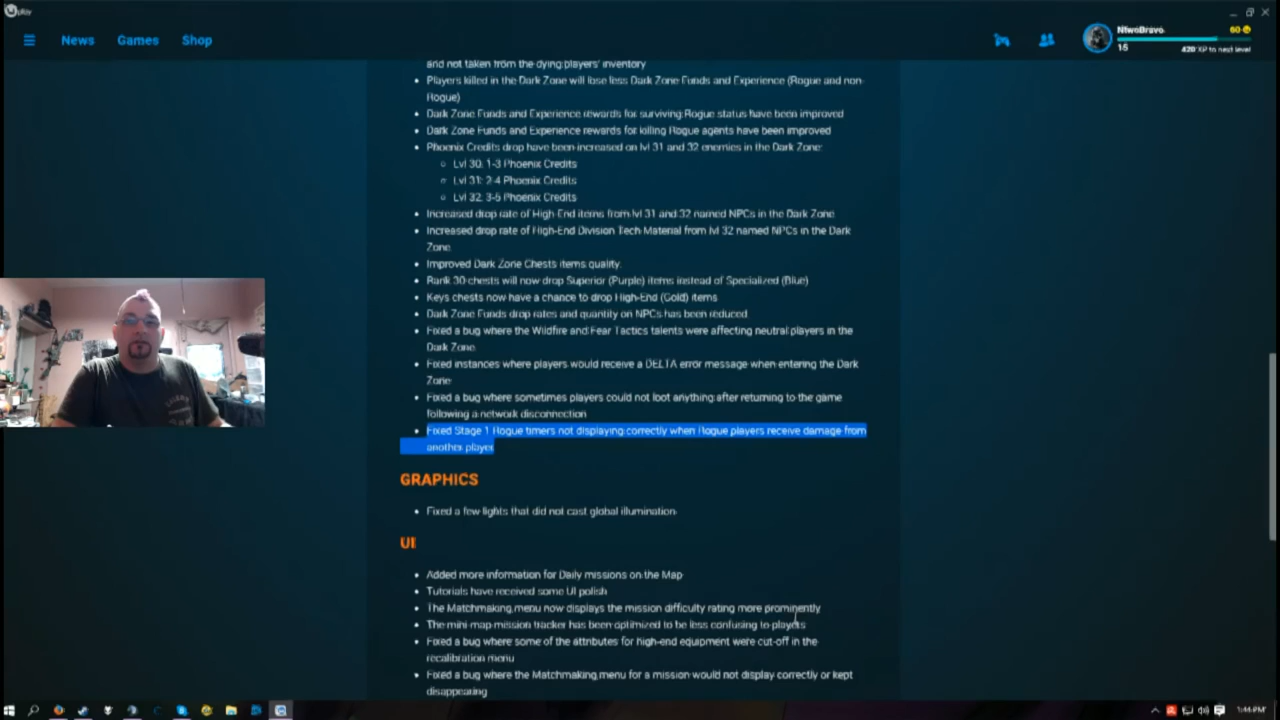 uplay
News Games Shop
NtwoBravo 60
15 420 XP to next level
and not taken from the dying players' inventory
• Players killed in the Dark Zone will lose less Dark Zone Funds and Experience (Rogue and non-
Rogue)
• Dark Zone Funds and Experience rewards for surviving Rogue status have been improved
• Dark Zone Funds and Experience rewards for killing Rogue agents have been improved
• Phoenix Credits drop have been increased on lvl 31 and 32 enemies in the Dark Zone:
○ Lvl 30: 1-3 Phoenix Credits
○ Lvl 31: 2-4 Phoenix Credits
○ Lvl 32: 3-5 Phoenix Credits
• Increased drop rate of High-End items from lvl 31 and 32 named NPCs in the Dark Zone
• Increased drop rate of High-End Division Tech Material from lvl 32 named NPCs in the Dark
Zone
• Improved Dark Zone Chests items quality:
• Rank 30 chests will now drop Superior (Purple) items instead of Specialized (Blue)
• Keys chests now have a chance to drop High-End (Gold) items
• Dark Zone Funds drop rates and quantity on NPCs has been reduced
• Fixed a bug where the Wildfire and Fear Tactics talents were affecting neutral players in the
Dark Zone
• Fixed instances where players would receive a DELTA error message when entering the Dark
Zone
• Fixed a bug where sometimes players could not loot anything after returning to the game
following a network disconnection
• Fixed Stage 1 Rogue timers not displaying correctly when Rogue players receive damage from
another player
GRAPHICS
• Fixed a few lights that did not cast global illumination
UI
• Added more information for Daily missions on the Map
• Tutorials have received some UI polish
• The Matchmaking menu now displays the mission difficulty rating more prominently
• The mini-map mission tracker has been optimized to be less confusing to players
• Fixed a bug where some of the attributes for high-end equipment were cut-off in the
recalibration menu
• Fixed a bug where the Matchmaking menu for a mission would not display correctly or kept
disappearing
1:44 PM